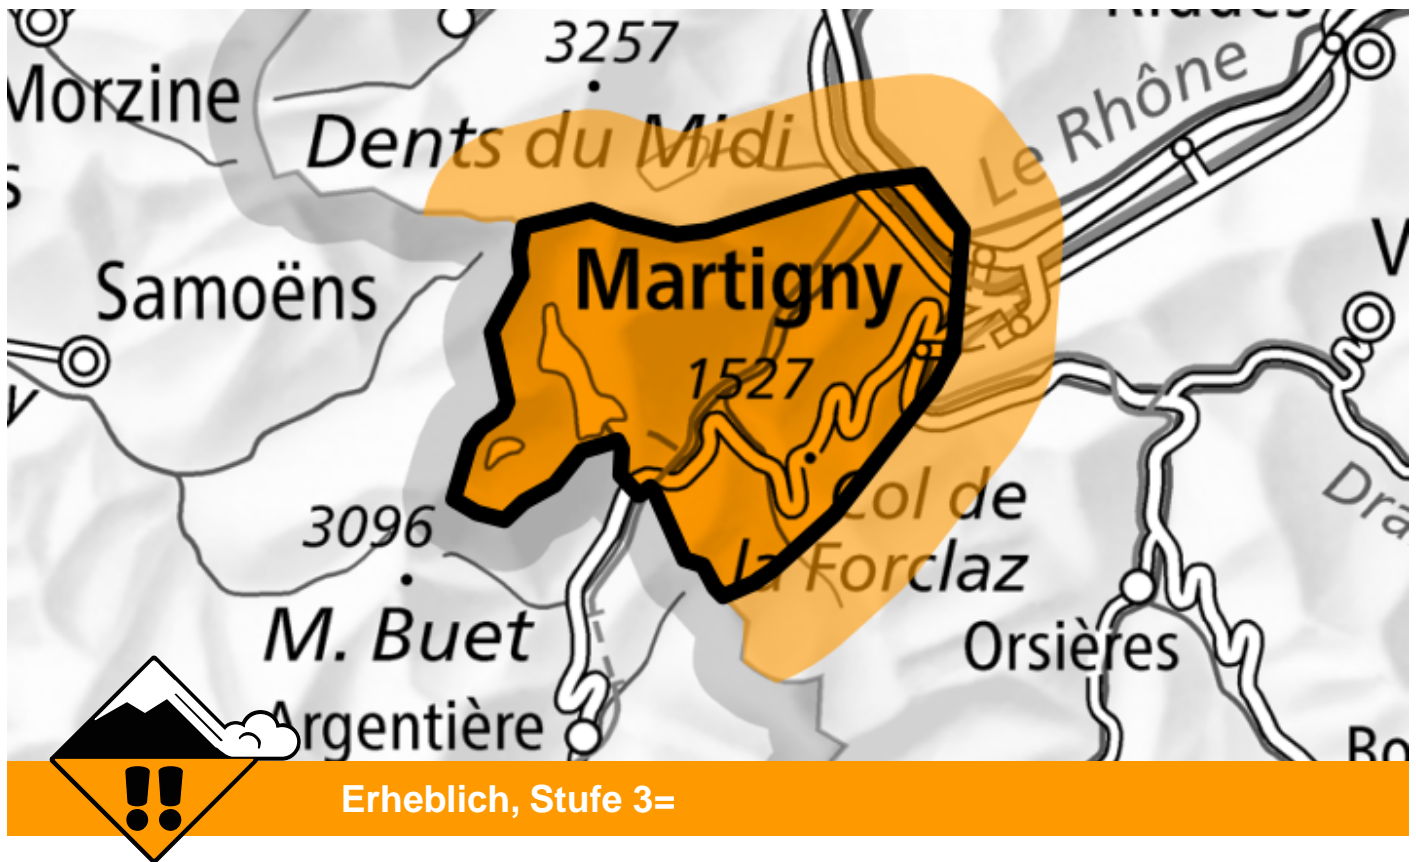 3257
Morzine
Dents du Midi
Le Rhône
Martigny
Samoëns
1527
3096
Col de
la Forclaz
M. Buet
Orsières
Argentière
Erheblich, Stufe 3=